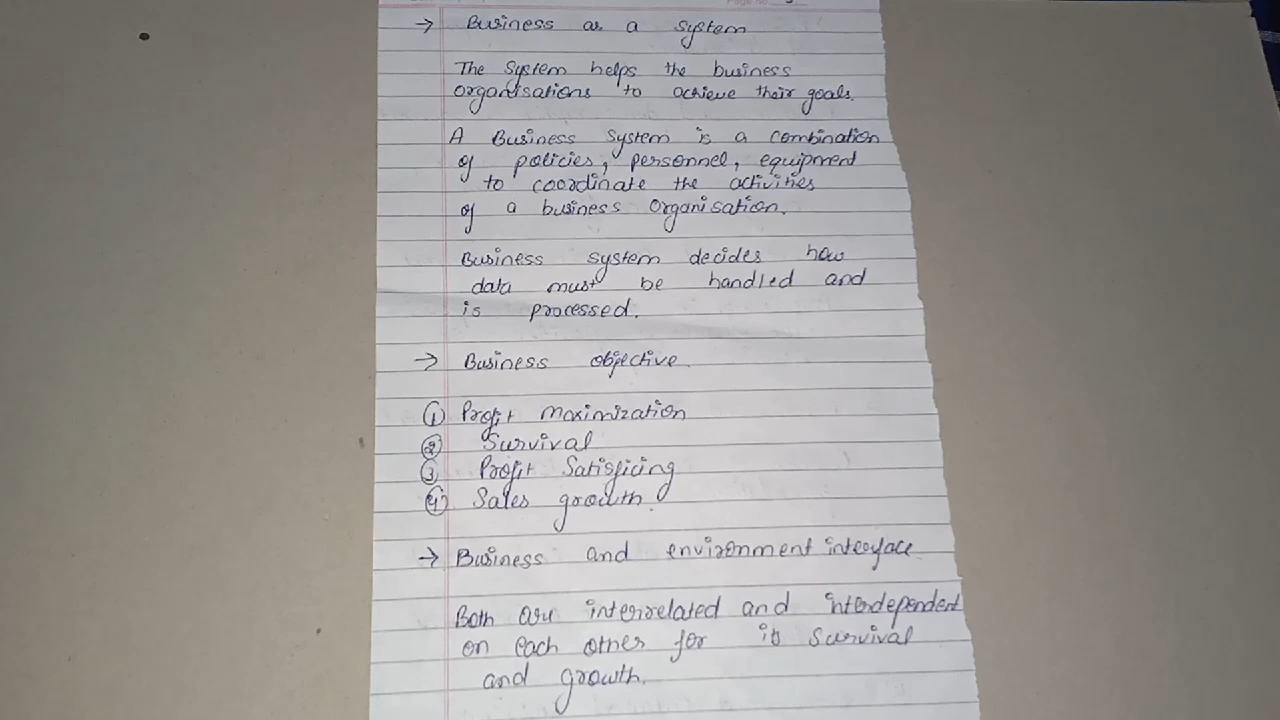 → Business as a system
The System helps the business
organisations to achieve their goals.
A Business System is a combination
of policies, personnel, equipment
to coordinate the activities
of a business organisation.
Business system decides how
data must be handled and
is processed.
→ Business objective
① Profit maximization
② Survival
③ Profit Satisficing
④ Sales growth
→ Business and environment interface
Both are interrelated and interdependent
on each other for its survival
and growth.